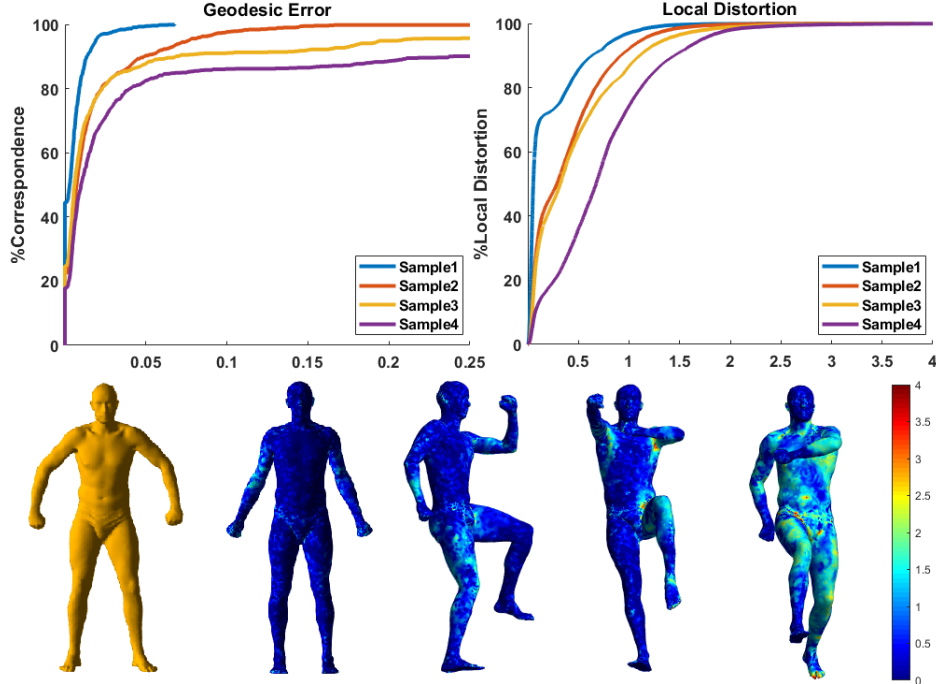 Geodesic Error
%Correspondence
100
80
60
40
20
0
0.05
0.1
0.15
0.2
0.25
Sample1
Sample2
Sample3
Sample4
Local Distortion
%Local Distortion
100
80
60
40
20
0
0.5
1
1.5
2
2.5
3
3.5
4
Sample1
Sample2
Sample3
Sample4
4
3.5
3
2.5
2
1.5
1
0.5
0